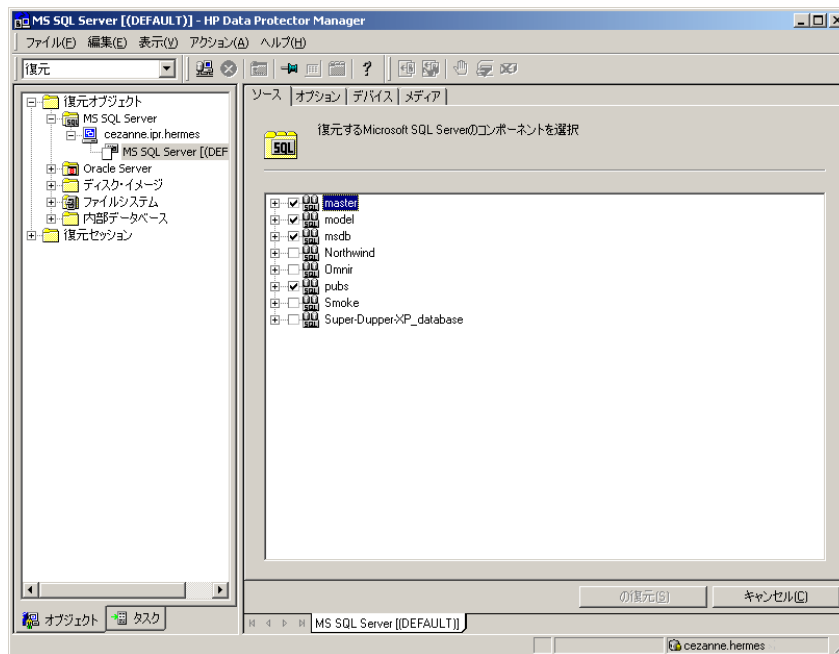 MS SQL Server [(DEFAULT)] - HP Data Protector Manager
ファイル(F) 編集(E) 表示(V) アクション(A) ヘルプ(H)
復元
復元オブジェクト
MS SQL Server
cezanne.ipr.hermes
MS SQL Server [(DEF
Oracle Server
ディスク・イメージ
ファイルシステム
内部データベース
復元セッション
オブジェクト タスク
ソース オプション デバイス メディア
復元するMicrosoft SQL Serverのコンポーネントを選択
SQL
master
model
msdb
Northwind
Omnir
pubs
Smoke
Super-Dupper-XP_database
の復元(S) キャンセル(C)
MS SQL Server [(DEFAULT)]
cezanne.hermes